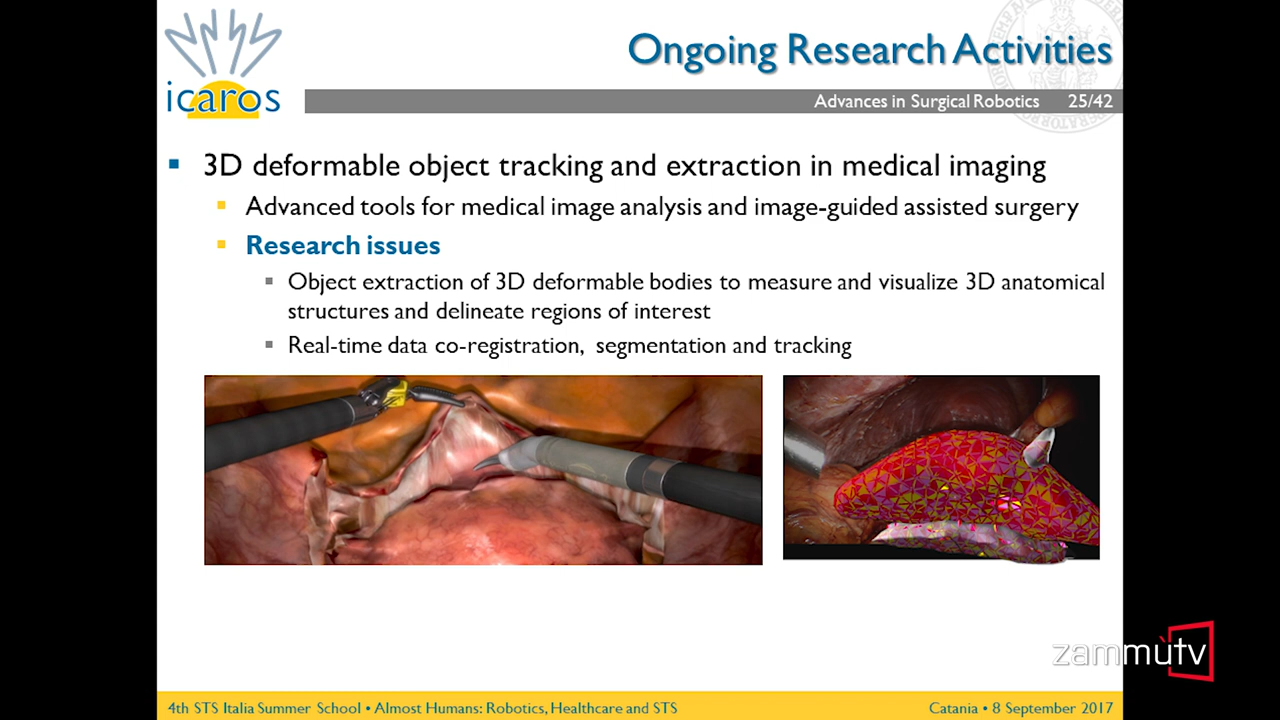 Ongoing Research Activities
icaros
Advances in Surgical Robotics 25/42
3D deformable object tracking and extraction in medical imaging
Advanced tools for medical image analysis and image-guided assisted surgery
Research issues
Object extraction of 3D deformable bodies to measure and visualize 3D anatomical
structures and delineate regions of interest
Real-time data co-registration, segmentation and tracking
zammùtv
4th STS Italia Summer School • Almost Humans: Robotics, Healthcare and STS
Catania • 8 September 2017